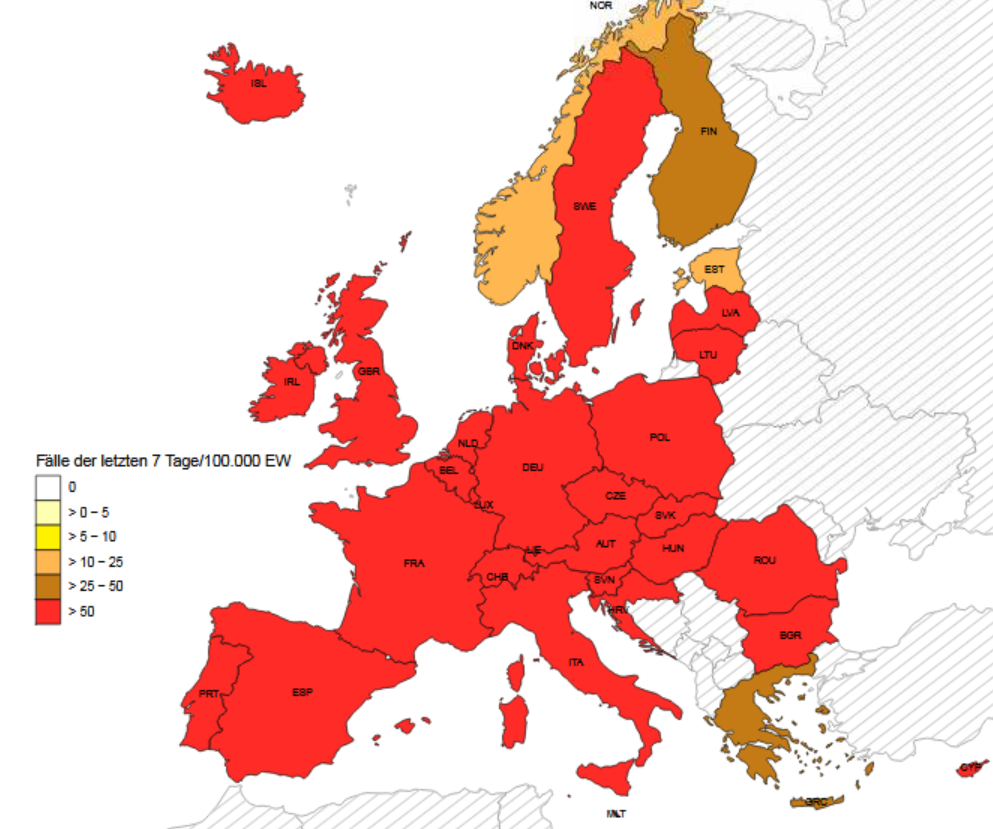 NOR
ISL
FIN
SWE
EST
LVA
DNK
LTU
GBR
IRL
POL
NLD
Fälle der letzten 7 Tage/100.000 EW
DEU
BEL
0
CZE
LUX
> 0 – 5
SVK
> 5 – 10
AUT
HUN
LIE
> 10 – 25
ROU
FRA
CHE
SVN
> 25 – 50
> 50
HRV
BGR
ITA
PRT
ESP
CYP
GRC
MLT